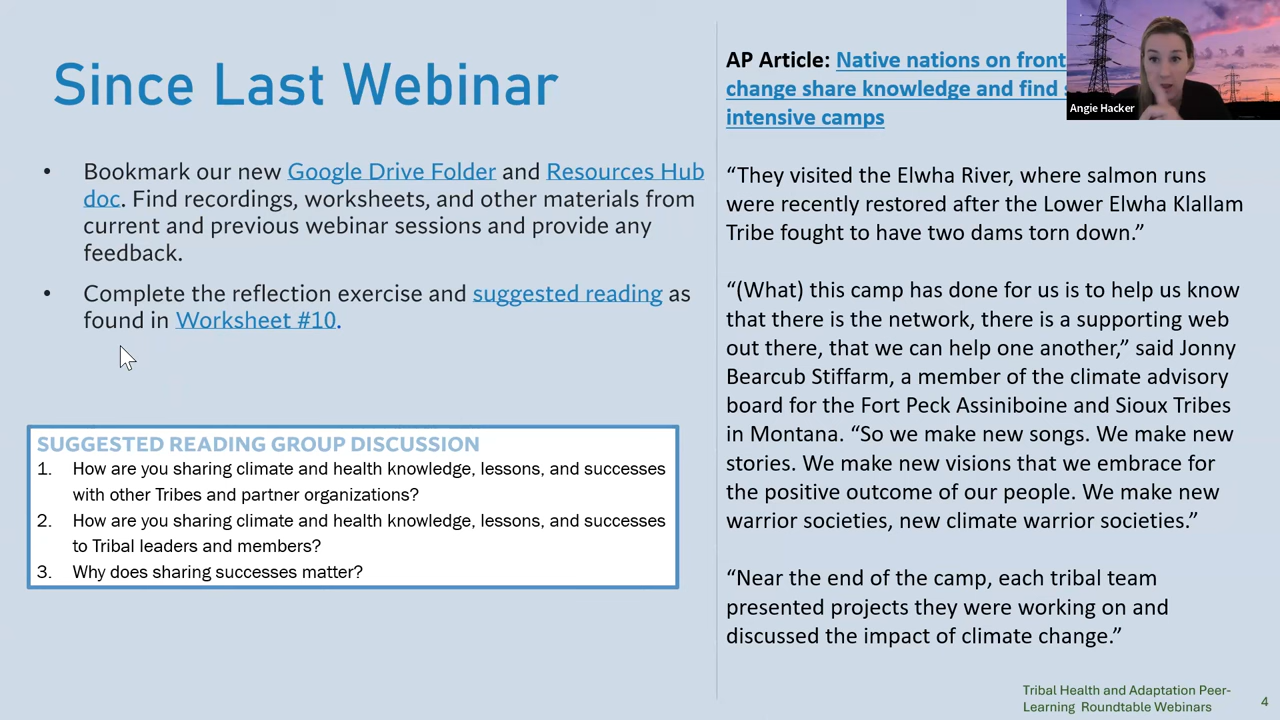 Since Last Webinar
• Bookmark our new Google Drive Folder and Resources Hub
doc. Find recordings, worksheets, and other materials from
current and previous webinar sessions and provide any
feedback.
• Complete the reflection exercise and suggested reading as
found in Worksheet #10.
SUGGESTED READING GROUP DISCUSSION
1. How are you sharing climate and health knowledge, lessons, and successes
with other Tribes and partner organizations?
2. How are you sharing climate and health knowledge, lessons, and successes
to Tribal leaders and members?
3. Why does sharing successes matter?
AP Article: Native nations on front
change share knowledge and find
intensive camps
“They visited the Elwha River, where salmon runs
were recently restored after the Lower Elwha Klallam
Tribe fought to have two dams torn down.”
“(What) this camp has done for us is to help us know
that there is the network, there is a supporting web
out there, that we can help one another,” said Jonny
Bearcub Stiffarm, a member of the climate advisory
board for the Fort Peck Assiniboine and Sioux Tribes
in Montana. “So we make new songs. We make new
stories. We make new visions that we embrace for
the positive outcome of our people. We make new
warrior societies, new climate warrior societies.”
“Near the end of the camp, each tribal team
presented projects they were working on and
discussed the impact of climate change.”
Angie Hacker
Tribal Health and Adaptation Peer-
Learning Roundtable Webinars
4